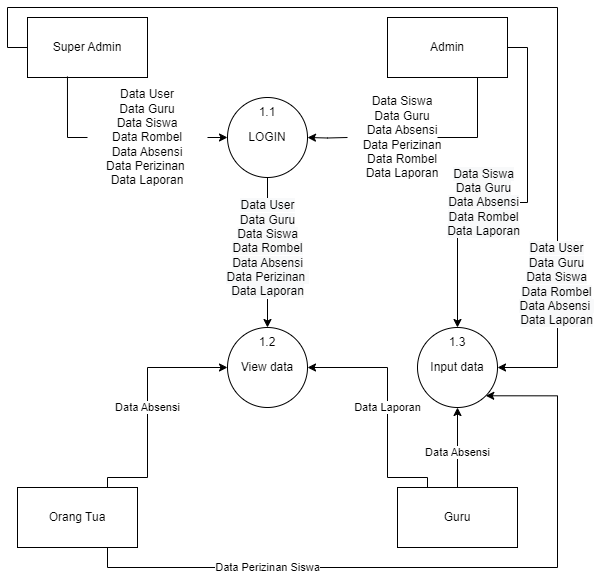 Super Admin
Admin
Data User
Data Guru
Data Siswa
Data Rombel
Data Absensi
Data Perizinan
Data Laporan
1.1
LOGIN
Data Siswa
Data Guru
Data Absensi
Data Perizinan
Data Rombel
Data Laporan
Data Siswa
Data Guru
Data Absensi
Data Rombel
Data Laporan
Data User
Data Guru
Data Siswa
Data Rombel
Data Absensi
Data Perizinan
Data Laporan
Data User
Data Guru
Data Siswa
Data Rombel
Data Absensi
Data Laporan
1.2
View data
1.3
Input data
Data Absensi
Data Laporan
Data Absensi
Orang Tua
Guru
Data Perizinan Siswa